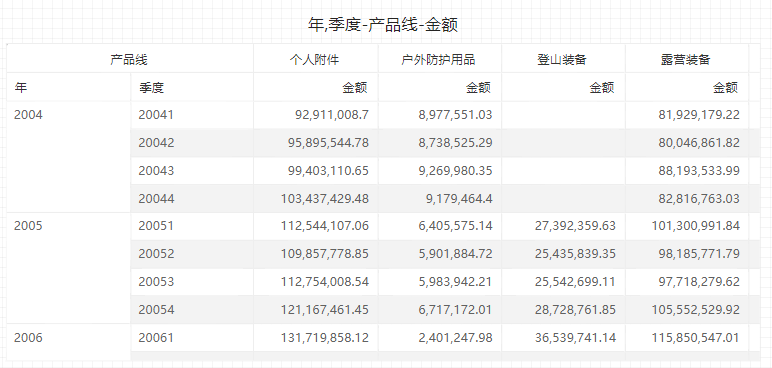 年,季度-产品线-金额
产品线 个人附件 户外防护用品 登山装备 露营装备
年 季度 金额 金额 金额 金额
2004 20041 92,911,008.7 8,977,551.03 81,929,179.22
20042 95,895,544.78 8,738,525.29 80,046,861.82
20043 99,403,110.65 9,269,980.35 88,193,533.99
20044 103,437,429.48 9,179,464.4 82,816,763.03
2005 20051 112,544,107.06 6,405,575.14 27,392,359.63 101,300,991.84
20052 109,857,778.85 5,901,884.72 25,435,839.35 98,185,771.79
20053 112,754,008.54 5,983,942.21 25,542,699.11 97,718,279.62
20054 121,167,461.45 6,717,172.01 28,728,761.85 105,552,529.92
2006 20061 131,719,858.12 2,401,247.98 36,539,741.14 115,850,547.01